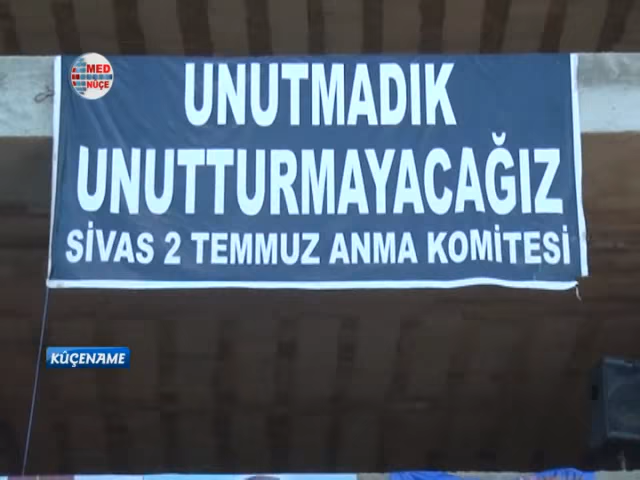 MED
NÛÇE
UNUTMADIK
UNUTTURMAYACAĞIZ
SİVAS 2 TEMMUZ ANMA KOMİTESİ
KÛÇENAME